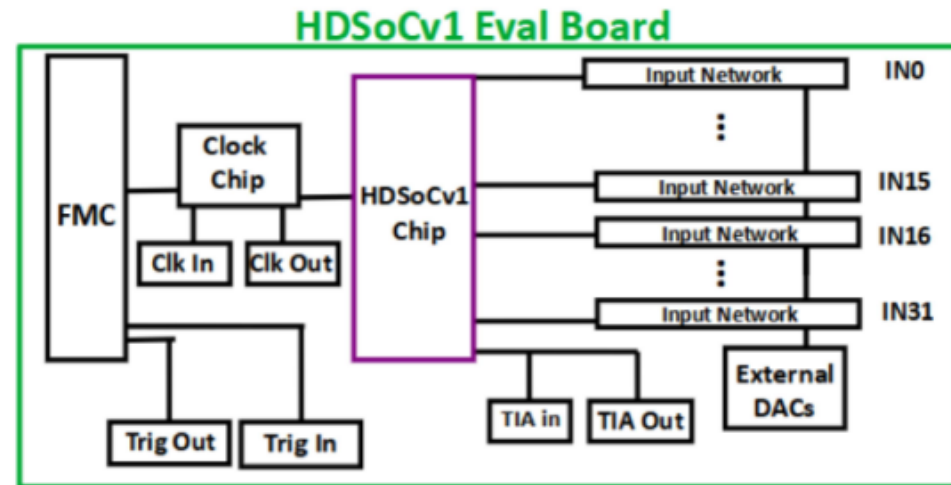 HDSoCv1 Eval Board
FMC
Clock
Chip
Clk In
Clk Out
HDSoCv1
Chip
Input Network
IN0
Input Network
IN15
Input Network
IN16
Input Network
IN31
External
DACs
TIA in
TIA Out
Trig Out
Trig In